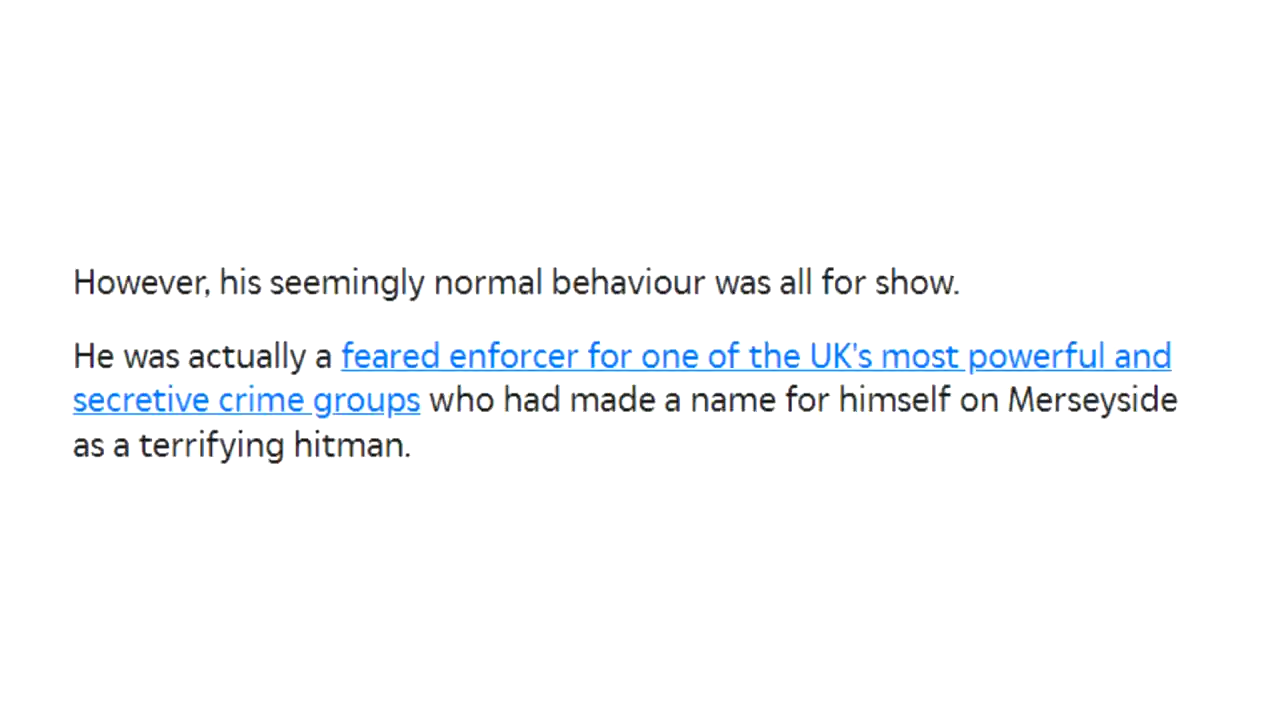 However, his seemingly normal behaviour was all for show.
He was actually a feared enforcer for one of the UK's most powerful and
secretive crime groups who had made a name for himself on Merseyside
as a terrifying hitman.